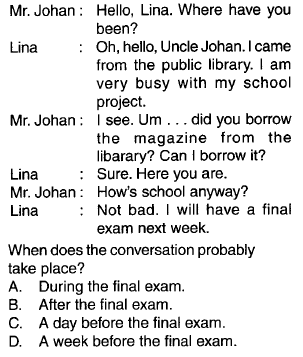 Mr. Johan : Hello, Lina. Where have you
been?
Lina : Oh, hello, Uncle Johan. I came
from the public library. I am
very busy with my school
project.
Mr. Johan : I see. Um . . . did you borrow
the magazine from the
libarary? Can I borrow it?
Lina : Sure. Here you are.
Mr. Johan : How's school anyway?
Lina : Not bad. I will have a final
exam next week.
When does the conversation probably
take place?
A. During the final exam.
B. After the final exam.
C. A day before the final exam.
D. A week before the final exam.